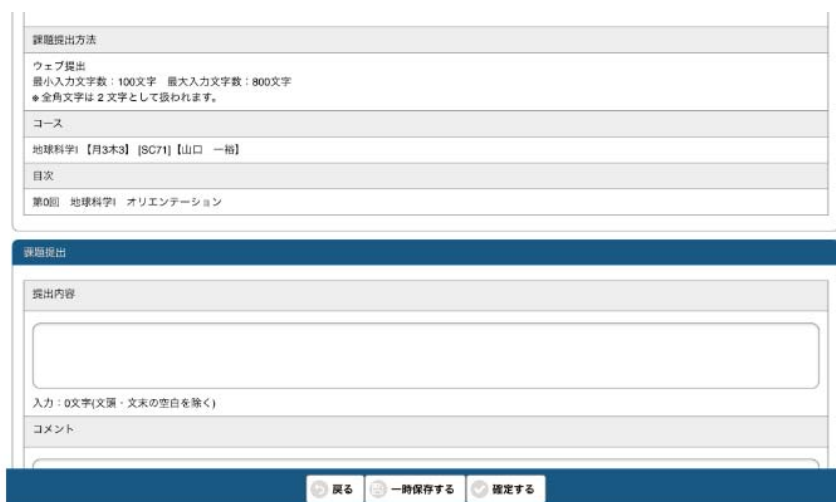 課題提出方法
ウェブ提出
最小入力文字数：100文字　最大入力文字数：800文字
※全角文字は２文字として扱われます。
コース
地球科学I 【月3木3】 [SC71]【山口　一裕】
目次
第0回　地球科学I　オリエンテーション
課題提出
提出内容
入力：0文字(文頭・文末の空白を除く)
コメント
戻る 一時保存する 確定する